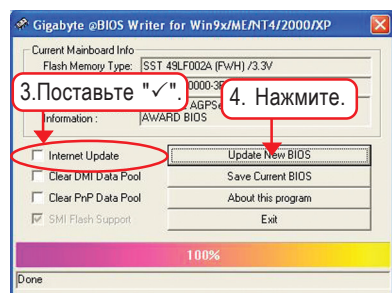 Gigabyte @BIOS Writer for Win9x/ME/NT4/2000/XP
Current Mainboard Info
Flash Memory Type: SST 49LF002A (FWH) /3.3V
3.Поставьте "✓".
4. Нажмите.
Information : AWARD BIOS
Internet Update
Update New BIOS
Clear DMI Data Pool
Save Current BIOS
Clear PnP Data Pool
About this program
SMI Flash Support
Exit
100%
Done